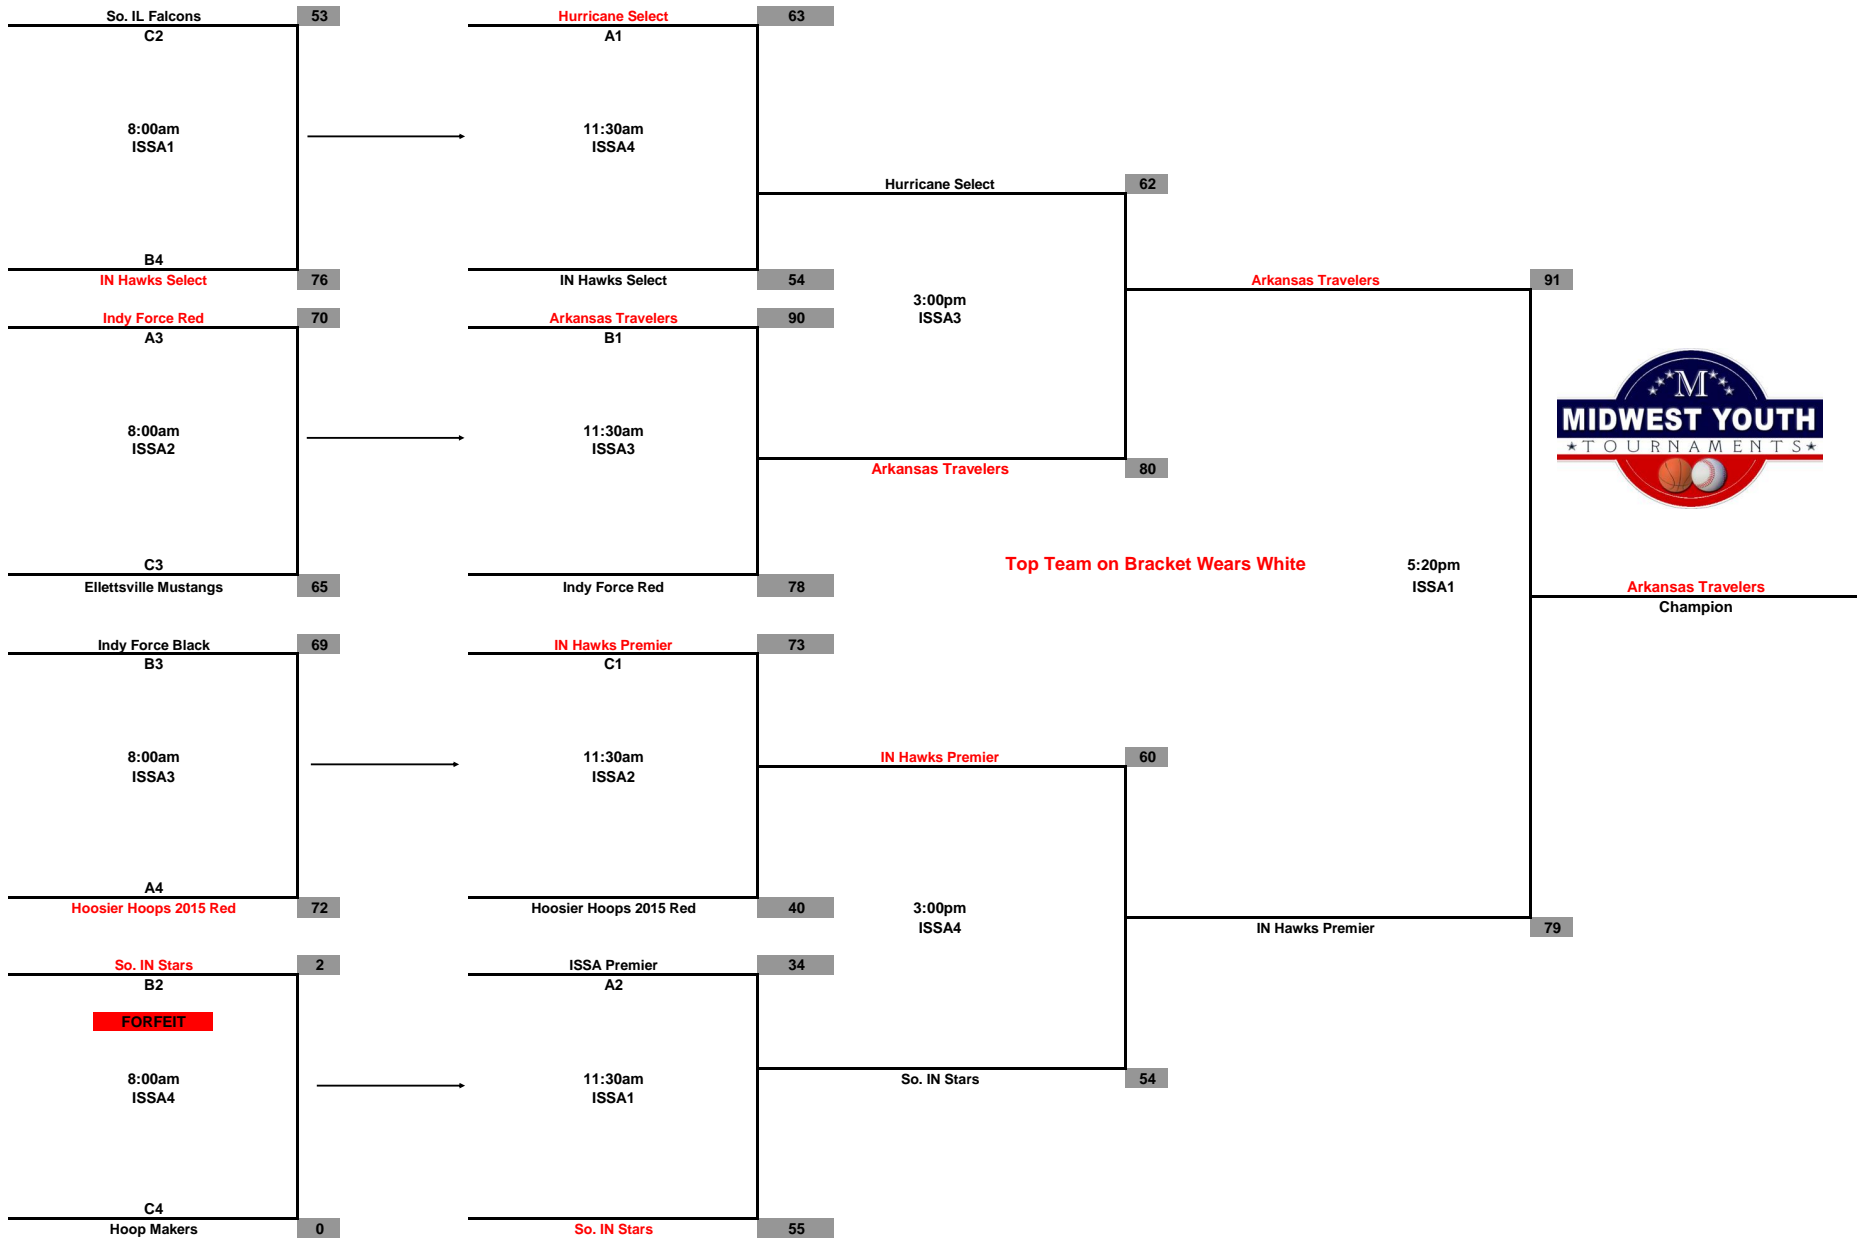 So. IL Falcons 53
C2
8:00am
ISSA1
B4
IN Hawks Select 76
Indy Force Red 70
A3
8:00am
ISSA2
C3
Ellettsville Mustangs 65
Indy Force Black 69
B3
8:00am
ISSA3
A4
Hoosier Hoops 2015 Red 72
So. IN Stars 2
B2
FORFEIT
8:00am
ISSA4
C4
Hoop Makers 0
Hurricane Select 63
A1
11:30am
ISSA4
IN Hawks Select 54
Arkansas Travelers 90
B1
11:30am
ISSA3
Indy Force Red 78
IN Hawks Premier 73
C1
11:30am
ISSA2
Hoosier Hoops 2015 Red 40
ISSA Premier 34
A2
11:30am
ISSA1
So. IN Stars 55
Hurricane Select 62
3:00pm
ISSA3
Arkansas Travelers 80
Top Team on Bracket Wears White
IN Hawks Premier 60
3:00pm
ISSA4
So. IN Stars 54
Arkansas Travelers 91
5:20pm
ISSA1
IN Hawks Premier 79
M
MIDWEST YOUTH
TOURNAMENTS
Arkansas Travelers
Champion